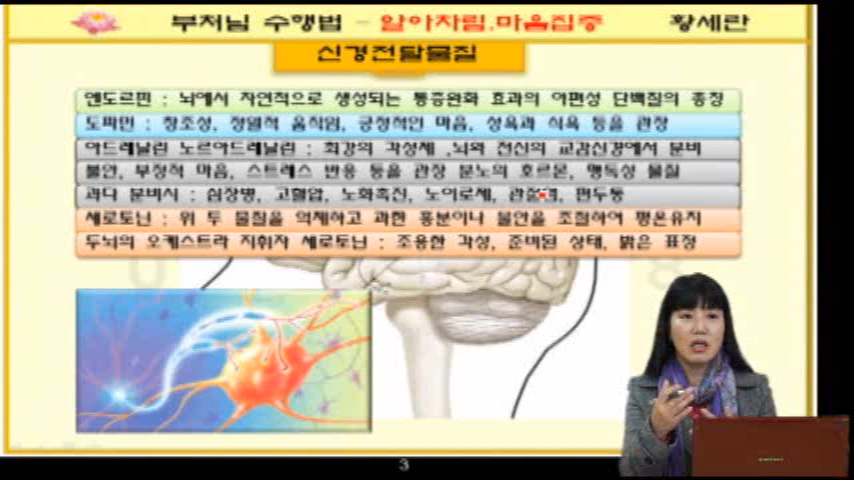 부처님 수행법 - 알아차림.마음집중 황세란
신경전달물질
엔도르핀 : 뇌에서 자연적으로 생성되는 통증완화 효과의 아편성 단백질의 총칭
도파민 : 창조성, 정열적 움직임, 긍정적인 마음, 성욕과 식욕 등을 관장
아드레날린 노르아드레날린 : 최강의 각성제 ,뇌와 전신의 교감신경에서 분비
불안, 부정적 마음, 스트레스 반응 등을 관장 분노의 호르몬, 맹독성 물질
과다 분비시 : 심장병, 고혈압, 노화촉진, 노이로제, 편두통
세로토닌 : 위 두 물질을 억제하고 과한 흥분이나 불안을 조절하여 평온유지
두뇌의 오케스트라 지휘자 세로토닌 : 조용한 각성, 준비된 상태, 밝은 표정
3